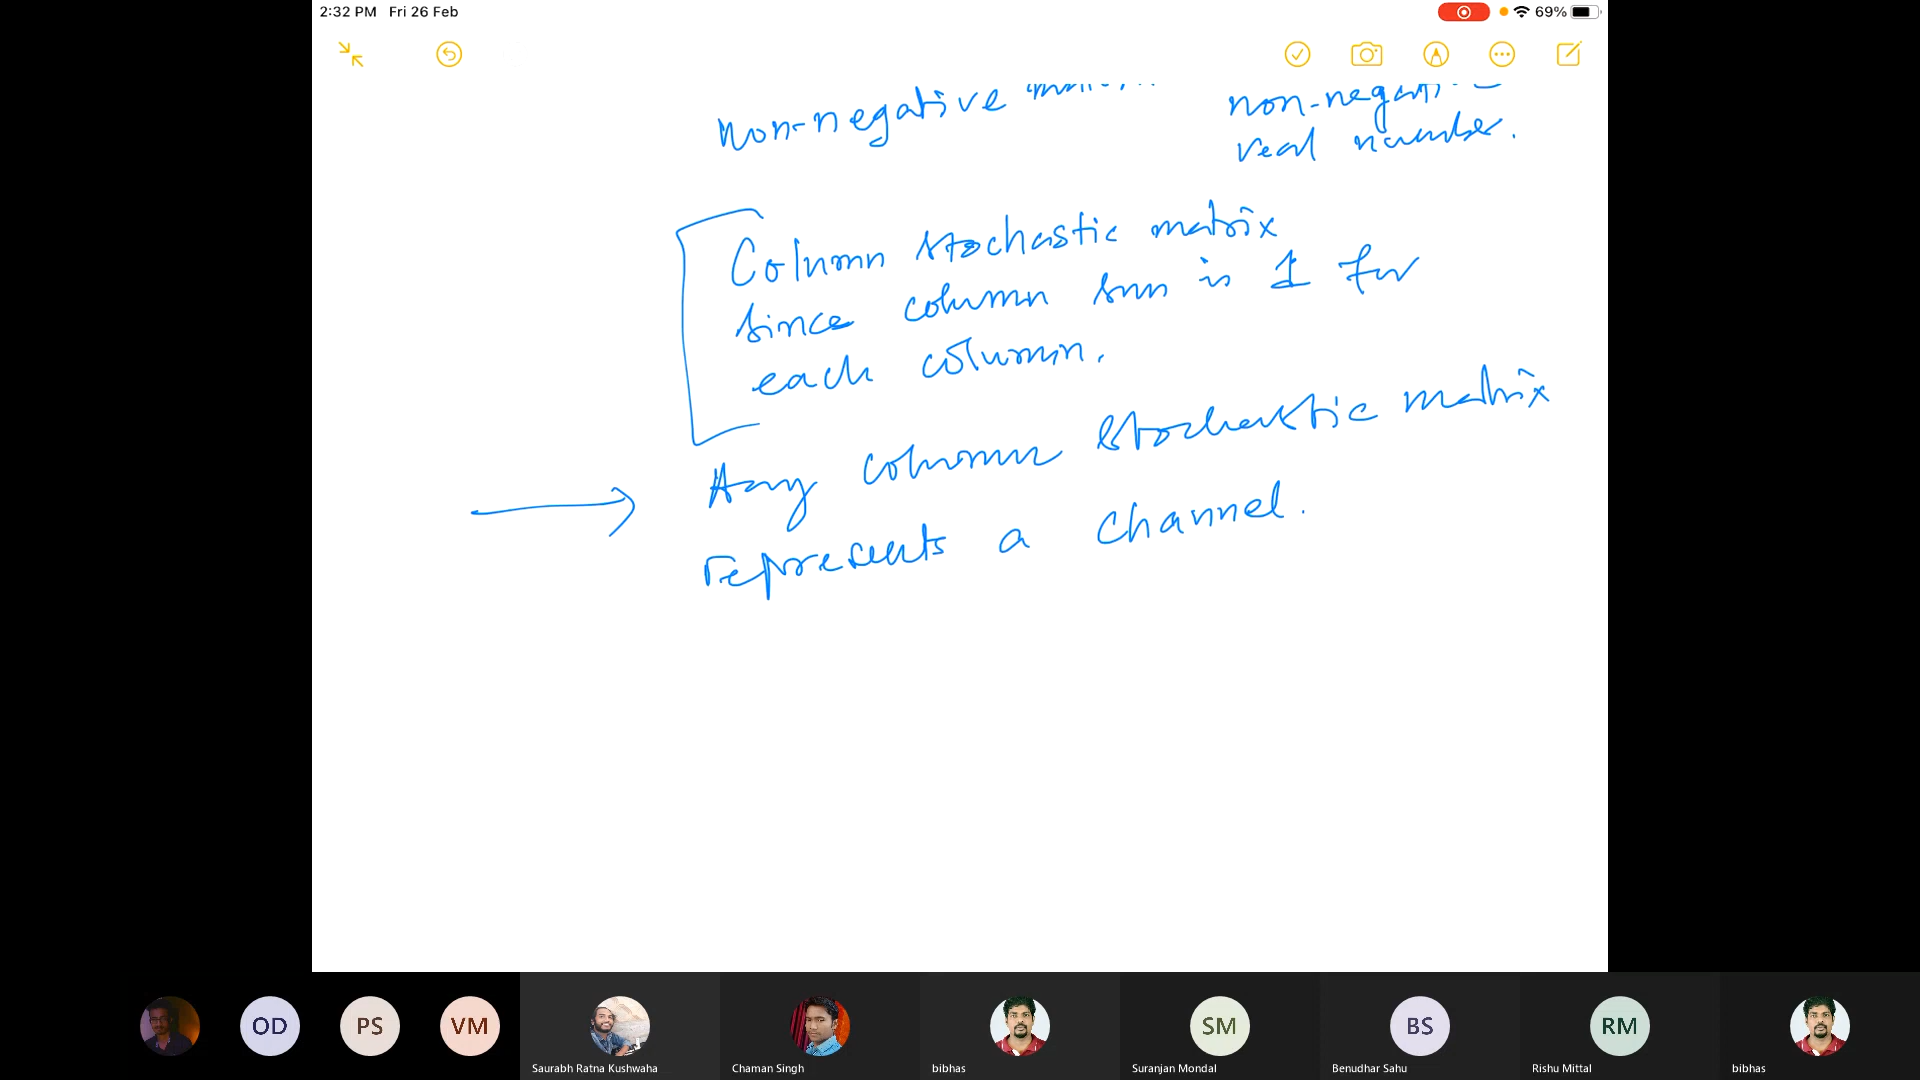 2:32 PM Fri 26 Feb
69%
non-negative
non-negative
real number.
Column stochastic matrix
since column sum is 1 for
each column.
Any column stochastic matrix
represents a channel.
OD
PS
VM
SM
BS
RM
Saurabh Ratna Kushwaha
Chaman Singh
bibhas
Suranjan Mondal
Benudhar Sahu
Rishu Mittal
bibhas